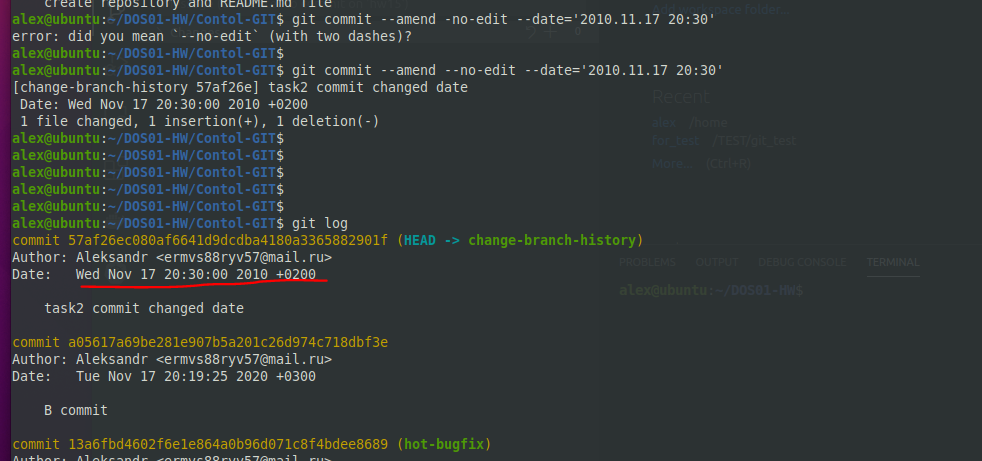 create repository and README.md file
alex@ubuntu:~/DOS01-HW/Contol-GIT$ git commit --amend -no-edit --date='2010.11.17 20:30'
error: did you mean `--no-edit` (with two dashes)?
alex@ubuntu:~/DOS01-HW/Contol-GIT$
alex@ubuntu:~/DOS01-HW/Contol-GIT$ git commit --amend --no-edit --date='2010.11.17 20:30'
[change-branch-history 57af26e] task2 commit changed date
Date: Wed Nov 17 20:30:00 2010 +0200
1 file changed, 1 insertion(+), 1 deletion(-)
alex@ubuntu:~/DOS01-HW/Contol-GIT$
alex@ubuntu:~/DOS01-HW/Contol-GIT$
alex@ubuntu:~/DOS01-HW/Contol-GIT$
alex@ubuntu:~/DOS01-HW/Contol-GIT$
alex@ubuntu:~/DOS01-HW/Contol-GIT$
alex@ubuntu:~/DOS01-HW/Contol-GIT$ git log
commit 57af26ec080af6641d9dcdba4180a3365882901f (HEAD -> change-branch-history)
Author: Aleksandr <ermvs88ryv57@mail.ru>
Date:   Wed Nov 17 20:30:00 2010 +0200
task2 commit changed date
commit a05617a69be281e907b5a201c26d974c718dbf3e
Author: Aleksandr <ermvs88ryv57@mail.ru>
Date:   Tue Nov 17 20:19:25 2020 +0300
B commit
commit 13a6fbd4602f6e1e864a0b96d071c8f4bdee8689 (hot-bugfix)
Author: Aleksandr <ermvs88ryv57@mail.ru>
Add workspace folder...
Recent
alex /home
for_test /TEST/git_test
More... (Ctrl+R)
PROBLEMS OUTPUT DEBUG CONSOLE TERMINAL
alex@ubuntu:~/DOS01-HW$